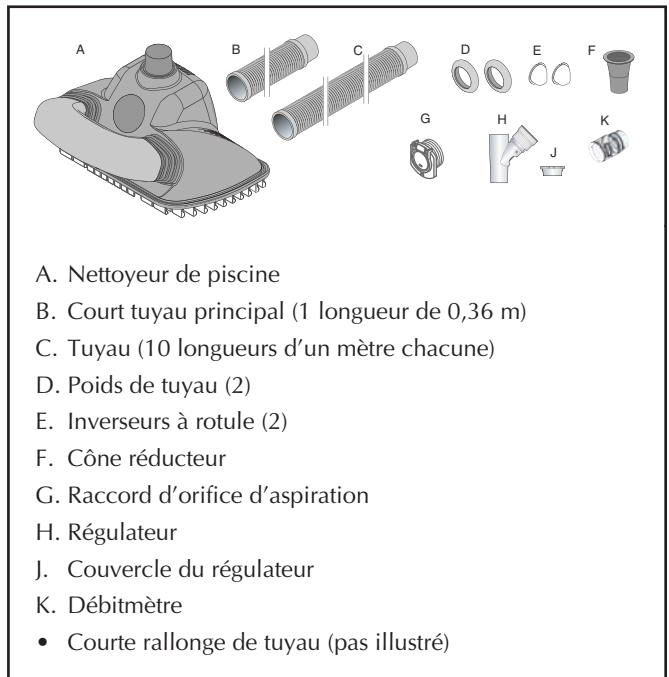 A B C D E F
G H K
J
A. Nettoyeur de piscine
B. Court tuyau principal (1 longueur de 0,36 m)
C. Tuyau (10 longueurs d'un mètre chacune)
D. Poids de tuyau (2)
E. Inverseurs à rotule (2)
F. Cône réducteur
G. Raccord d'orifice d'aspiration
H. Régulateur
J. Couvercle du régulateur
K. Débitmètre
• Courte rallonge de tuyau (pas illustré)